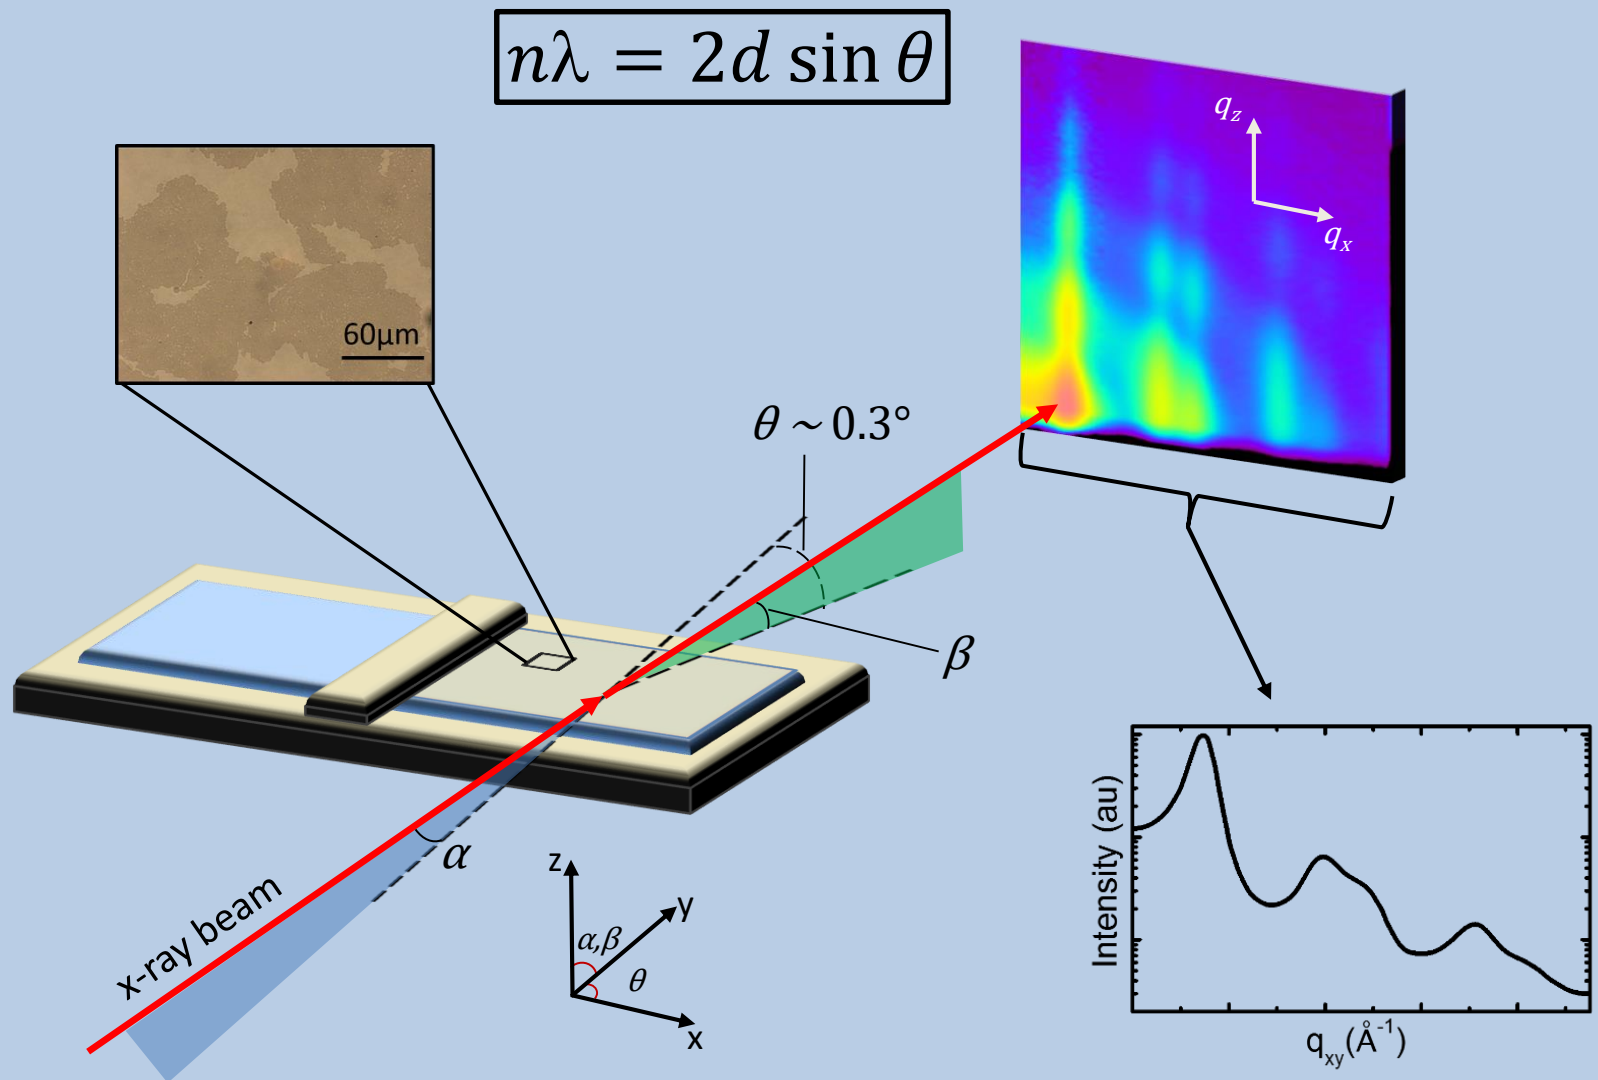 nλ = 2d sin θ
q_z
q_x
60μm
θ ~ 0.3°
β
α
x-ray beam
z
y
α,β
θ
x
Intensity (au)
q_xy(Å⁻¹)